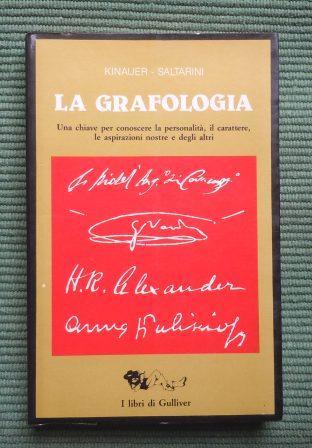 KINAUER - SALTARINI
LA GRAFOLOGIA
Una chiave per conoscere la personalità, il carattere,
le aspirazioni nostre e degli altri
H. R. Alexander
I libri di Gulliver